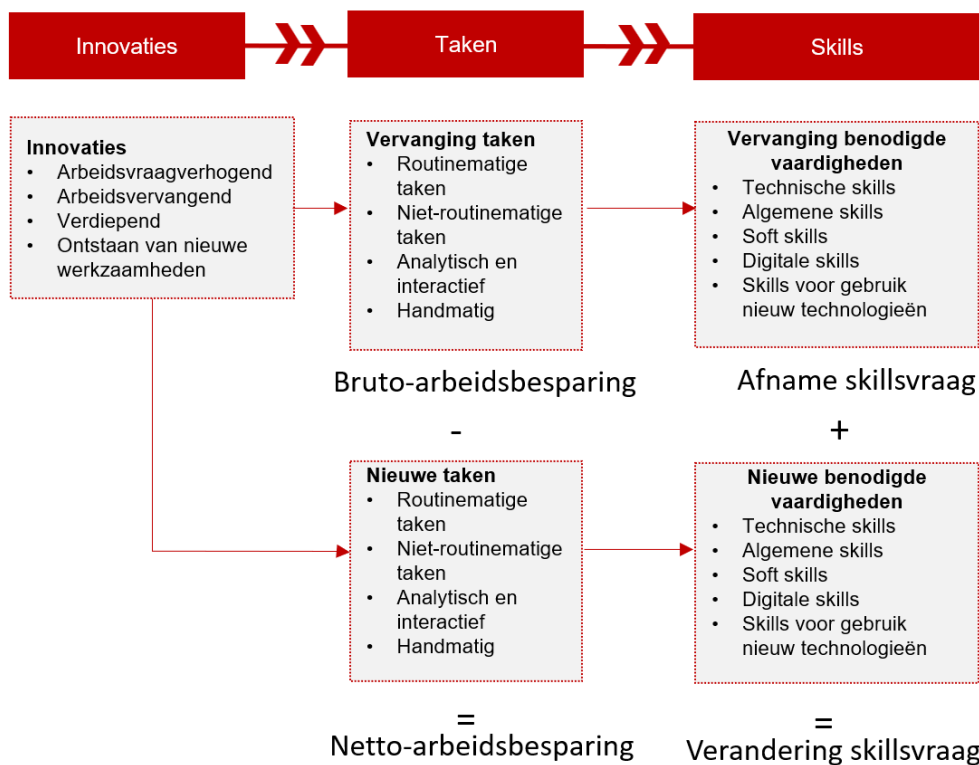 Innovaties
Taken
Skills
Innovaties
• Arbeidsvraagverhogend
• Arbeidsvervangend
• Verdiepend
• Ontstaan van nieuwe
werkzaamheden
Vervanging taken
• Routinematige
taken
• Niet-routinematige
taken
• Analytisch en
interactief
• Handmatig
Vervanging benodigde
vaardigheden
• Technische skills
• Algemene skills
• Soft skills
• Digitale skills
• Skills voor gebruik
nieuw technologieën
Bruto-arbeidsbesparing
Afname skillsvraag
-
+
Nieuwe taken
• Routinematige
taken
• Niet-routinematige
taken
• Analytisch en
interactief
• Handmatig
Nieuwe benodigde
vaardigheden
• Technische skills
• Algemene skills
• Soft skills
• Digitale skills
• Skills voor gebruik
nieuw technologieën
=
=
Netto-arbeidsbesparing
Verandering skillsvraag